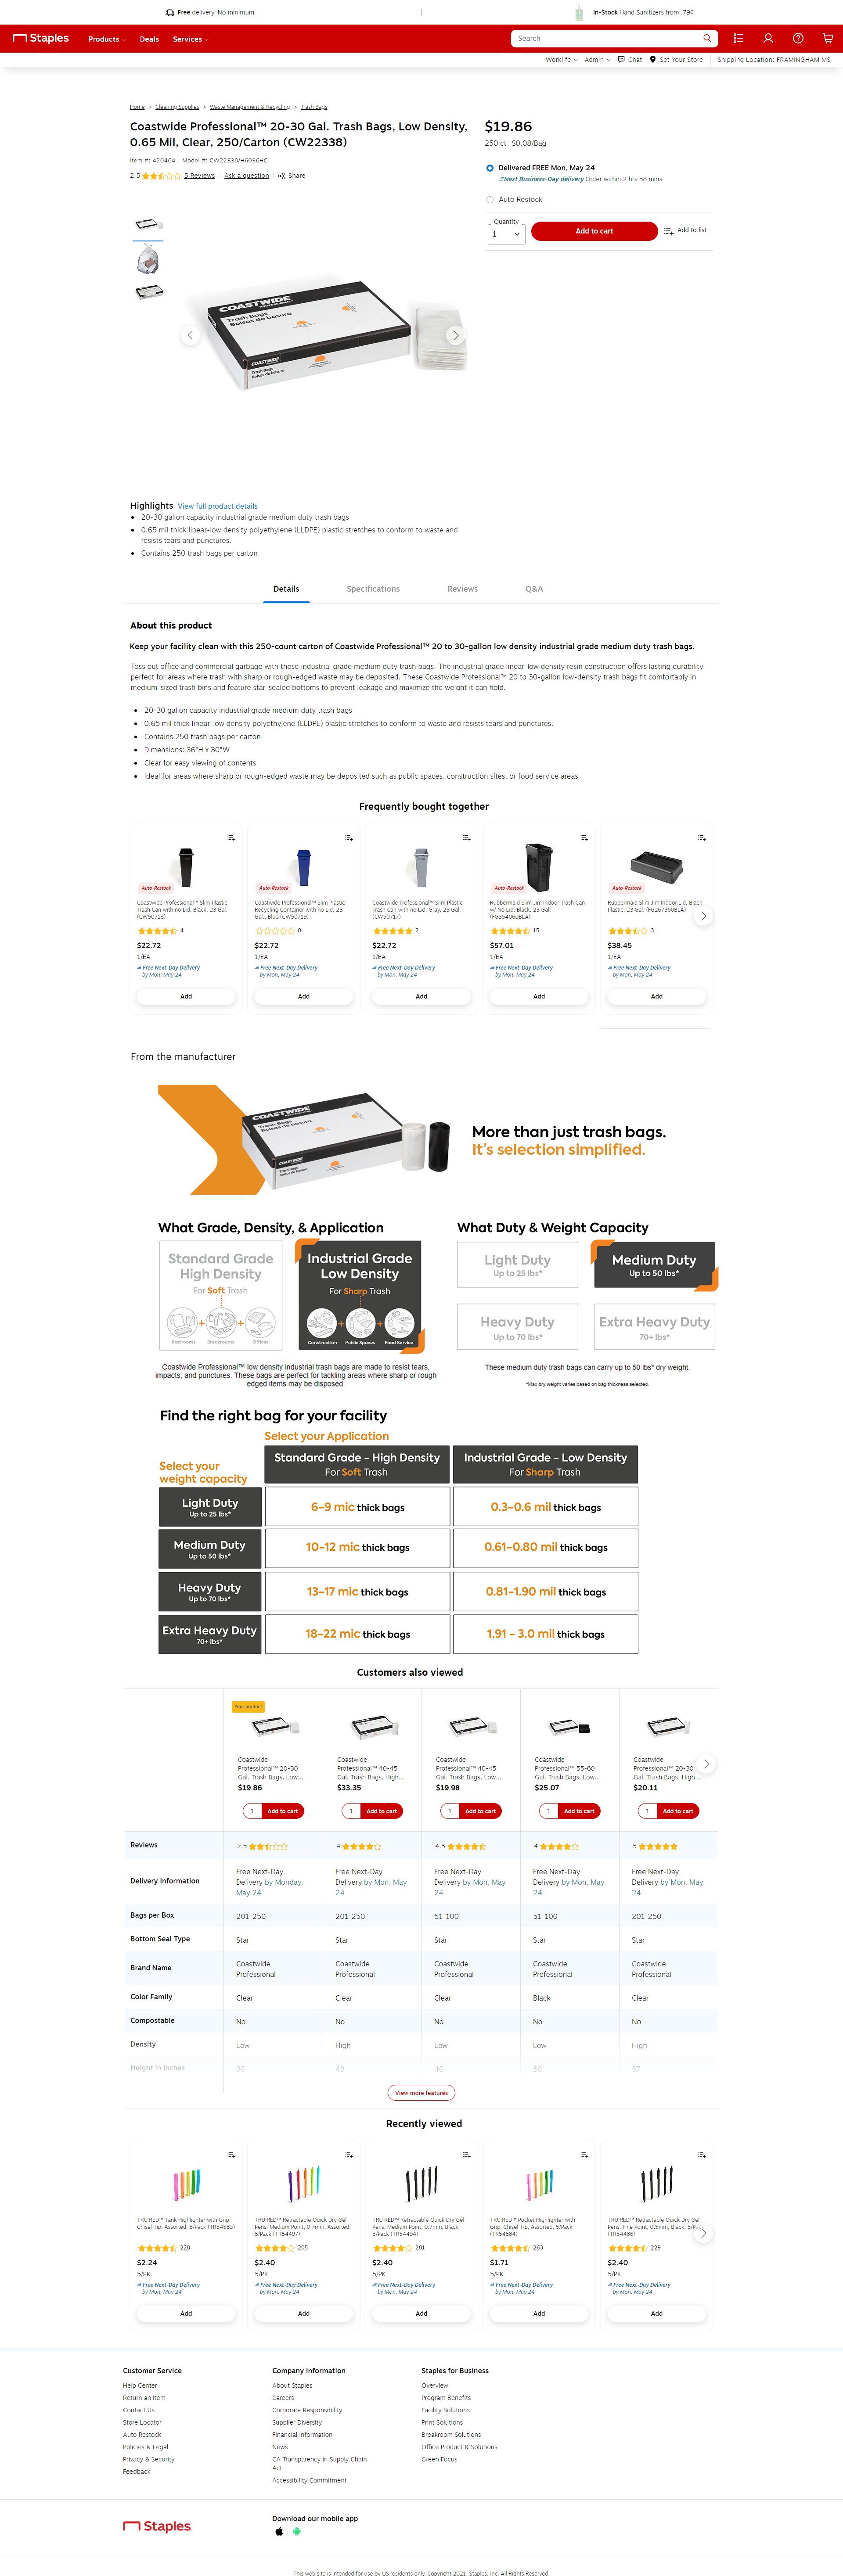 Free delivery. No minimum
In-Stock Hand Sanitizers from .79¢
Staples
Products
Deals
Services
Search
Worklife
Admin
Chat
Set Your Store
Shipping Location: FRAMINGHAM MS
Home > Cleaning Supplies > Waste Management & Recycling > Trash Bags
Coastwide Professional™ 20-30 Gal. Trash Bags, Low Density,
0.65 Mil, Clear, 250/Carton (CW22338)
Item #: 420464 | Model #: CW22338/H6036HC
2.5 5 Reviews | Ask a question | Share
$19.86
250 ct $0.08/Bag
Delivered FREE Mon, May 24
Next Business-Day delivery Order within 2 hrs 58 mins
Auto Restock
Quantity
1
Add to cart
Add to list
COASTWIDE
Trash Bags
Bolsas de basura
COASTWIDE
Trash Bags
Bolsas de basura
Highlights View full product details
20-30 gallon capacity industrial grade medium duty trash bags
0.65 mil thick linear-low density polyethylene (LLDPE) plastic stretches to conform to waste and
resists tears and punctures.
Contains 250 trash bags per carton
Details
Specifications
Reviews
Q&A
About this product
Keep your facility clean with this 250-count carton of Coastwide Professional™ 20 to 30-gallon low density industrial grade medium duty trash bags.
Toss out office and commercial garbage with these industrial grade medium duty trash bags. The industrial grade linear-low density resin construction offers lasting durability
perfect for areas where trash with sharp or rough-edged waste may be deposited. These Coastwide Professional™ 20 to 30-gallon low-density trash bags fit comfortably in
medium-sized trash bins and feature star-sealed bottoms to prevent leakage and maximize the weight it can hold.
20-30 gallon capacity industrial grade medium duty trash bags
0.65 mil thick linear-low density polyethylene (LLDPE) plastic stretches to conform to waste and resists tears and punctures.
Contains 250 trash bags per carton
Dimensions: 36"H x 30"W
Clear for easy viewing of contents
Ideal for areas where sharp or rough-edged waste may be deposited such as public spaces, construction sites, or food service areas
Frequently bought together
Auto-Restock
Coastwide Professional™ Slim Plastic
Trash Can with no Lid, Black, 23 Gal.
(CW50718)
4
$22.72
1/EA
Free Next-Day Delivery
by Mon, May 24
Add
Auto-Restock
Coastwide Professional™ Slim Plastic
Recycling Container with no Lid, 23
Gal., Blue (CW50719)
0
$22.72
1/EA
Free Next-Day Delivery
by Mon, May 24
Add
Auto-Restock
Coastwide Professional™ Slim Plastic
Trash Can with no Lid, Gray, 23 Gal.
(CW50717)
2
$22.72
1/EA
Free Next-Day Delivery
by Mon, May 24
Add
Auto-Restock
Rubbermaid Slim Jim Indoor Trash Can
w/ No Lid, Black, 23 Gal.
(FG354060BLA)
15
$57.01
1/EA
Free Next-Day Delivery
by Mon, May 24
Add
Auto-Restock
Rubbermaid Slim Jim Indoor Lid, Black
Plastic, 23 Gal. (FG267360BLA)
3
$38.45
1/EA
Free Next-Day Delivery
by Mon, May 24
Add
From the manufacturer
COASTWIDE
Trash Bags
Bolsas de basura
COASTWIDE
Trash Bags
Bolsas de basura
More than just trash bags.
It's selection simplified.
What Grade, Density, & Application
Standard Grade
High Density
For Soft Trash
Restrooms
Breakrooms
Offices
Industrial Grade
Low Density
For Sharp Trash
Construction
Public Spaces
Food Service
Coastwide Professional™ low density industrial trash bags are made to resist tears,
impacts, and punctures. These bags are perfect for tackling areas where sharp or rough
edged items may be disposed.
What Duty & Weight Capacity
Light Duty
Up to 25 lbs*
Medium Duty
Up to 50 lbs*
Heavy Duty
Up to 70 lbs*
Extra Heavy Duty
70+ lbs*
These medium duty trash bags can carry up to 50 lbs* dry weight.
*Max dry weight varies based on bag thickness selected.
Find the right bag for your facility
Select your Application
Select your
weight capacity
Standard Grade - High Density
For Soft Trash
Industrial Grade - Low Density
For Sharp Trash
Light Duty
Up to 25 lbs*
6-9 mic thick bags
0.3-0.6 mil thick bags
Medium Duty
Up to 50 lbs*
10-12 mic thick bags
0.61-0.80 mil thick bags
Heavy Duty
Up to 70 lbs*
13-17 mic thick bags
0.81-1.90 mil thick bags
Extra Heavy Duty
70+ lbs*
18-22 mic thick bags
1.91 - 3.0 mil thick bags
Customers also viewed
Your product
Coastwide
Professional™ 20-30
Gal. Trash Bags, Low...
$19.86
1 Add to cart
Coastwide
Professional™ 40-45
Gal. Trash Bags, High...
$33.35
1 Add to cart
Coastwide
Professional™ 40-45
Gal. Trash Bags, Low...
$19.98
1 Add to cart
Coastwide
Professional™ 55-60
Gal. Trash Bags, Low...
$25.07
1 Add to cart
Coastwide
Professional™ 20-30
Gal. Trash Bags, High...
$20.11
1 Add to cart
Reviews 2.5 4 4.5 4 5
Delivery Information
Free Next-Day
Delivery by Monday,
May 24
Free Next-Day
Delivery by Mon, May
24
Free Next-Day
Delivery by Mon, May
24
Free Next-Day
Delivery by Mon, May
24
Free Next-Day
Delivery by Mon, May
24
Bags per Box 201-250 201-250 51-100 51-100 201-250
Bottom Seal Type Star Star Star Star Star
Brand Name
Coastwide
Professional
Coastwide
Professional
Coastwide
Professional
Coastwide
Professional
Coastwide
Professional
Color Family Clear Clear Clear Black Clear
Compostable No No No No No
Density Low High Low Low High
Height in Inches 36 48 46 58 37
View more features
Recently viewed
TRU RED™ Tank Highlighter with Grip,
Chisel Tip, Assorted, 5/Pack (TR54583)
228
$2.24
5/PK
Free Next-Day Delivery
by Mon, May 24
Add
TRU RED™ Retractable Quick Dry Gel
Pens, Medium Point, 0.7mm, Assorted,
5/Pack (TR54497)
205
$2.40
5/PK
Free Next-Day Delivery
by Mon, May 24
Add
TRU RED™ Retractable Quick Dry Gel
Pens, Medium Point, 0.7mm, Black,
5/Pack (TR54494)
281
$2.40
5/PK
Free Next-Day Delivery
by Mon, May 24
Add
TRU RED™ Pocket Highlighter with
Grip, Chisel Tip, Assorted, 5/Pack
(TR54584)
263
$1.71
5/PK
Free Next-Day Delivery
by Mon, May 24
Add
TRU RED™ Retractable Quick Dry Gel
Pens, Fine Point, 0.5mm, Black, 5/Pack
(TR54486)
229
$2.40
5/PK
Free Next-Day Delivery
by Mon, May 24
Add
Customer Service
Help Center
Return an Item
Contact Us
Store Locator
Auto Restock
Policies & Legal
Privacy & Security
Feedback
Company Information
About Staples
Careers
Corporate Responsibility
Supplier Diversity
Financial Information
News
CA Transparency in Supply Chain
Act
Accessibility Commitment
Staples for Business
Overview
Program Benefits
Facility Solutions
Print Solutions
Breakroom Solutions
Office Product & Solutions
Green Focus
Staples
Download our mobile app
This web site is intended for use by US residents only. Copyright 2021, Staples, Inc. All Rights Reserved.